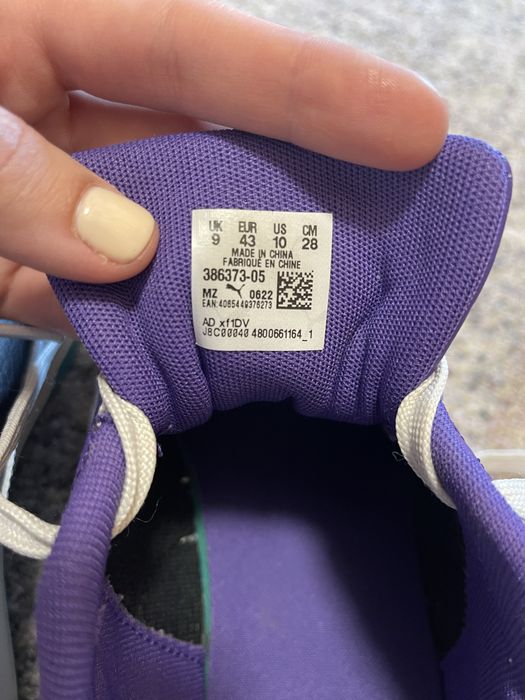 UK EUR US CM
9 43 10 28
MADE IN CHINA
FABRIQUÉ EN CHINE
386373-05
MZ 0622
EAN:4065449376273
AD xf1DV
JBC00040 4800661164_1